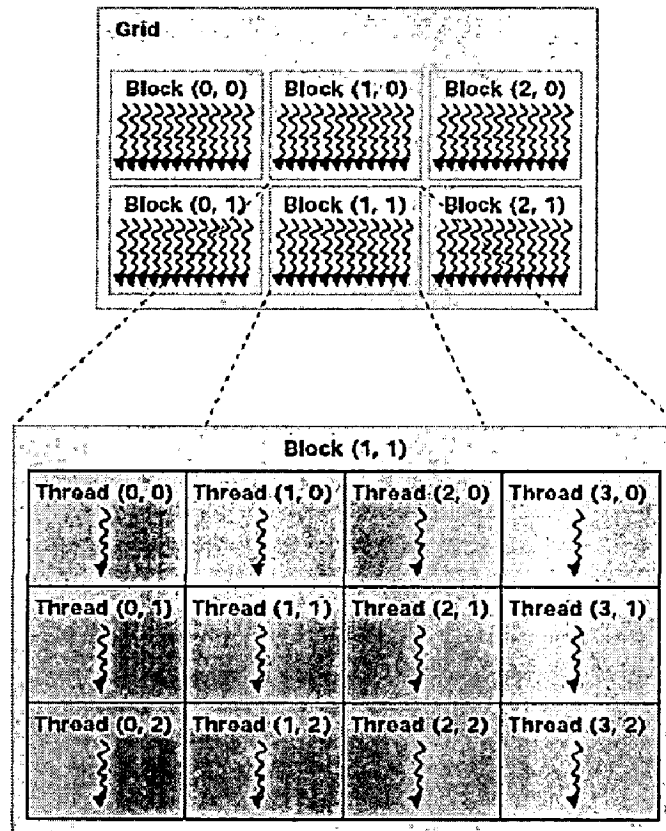 Grid
Block (0, 0) Block (1, 0) Block (2, 0)
Block (0, 1) Block (1, 1) Block (2, 1)
Block (1, 1)
Thread (0, 0) Thread (1, 0) Thread (2, 0) Thread (3, 0)
Thread (0, 1) Thread (1, 1) Thread (2, 1) Thread (3, 1)
Thread (0, 2) Thread (1, 2) Thread (2, 2) Thread (3, 2)